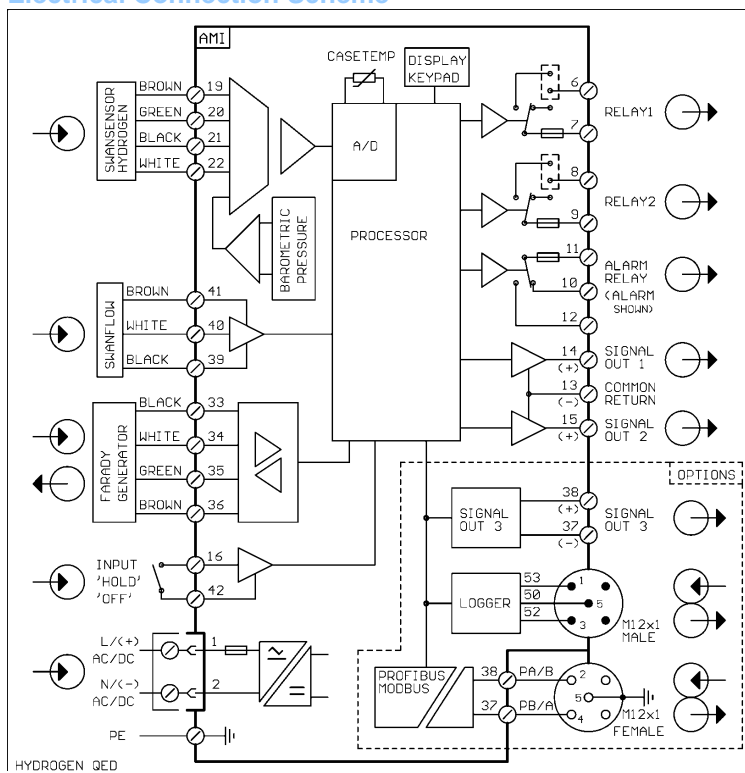 Electrical Connection Scheme
AMI
CASETEMP
DISPLAY
KEYPAD
A/D
PROCESSOR
SWANSENSOR
HYDROGEN
BROWN 19
GREEN 20
BLACK 21
WHITE 22
BAROMETRIC
PRESSURE
SWANFLOW
BROWN 41
WHITE 40
BLACK 39
FARADY
GENERATOR
BLACK 33
WHITE 34
GREEN 35
BROWN 36
INPUT
'HOLD'
'OFF'
16
42
L/(+)
AC/DC
1
N/(-)
AC/DC
2
PE
HYDROGEN QED
6
RELAY1
7
8
RELAY2
9
11
ALARM
RELAY
(ALARM
SHOWN)
10
12
14
(+)
SIGNAL
OUT 1
13
(-)
COMMON
RETURN
15
(+)
SIGNAL
OUT 2
OPTIONS
SIGNAL
OUT 3
38
(+)
37
(-)
SIGNAL
OUT 3
LOGGER
53
50
52
1
5
3
M12x1
MALE
PROFIBUS
MODBUS
38 PA/B
37 PB/A
2
5
4
M12x1
FEMALE